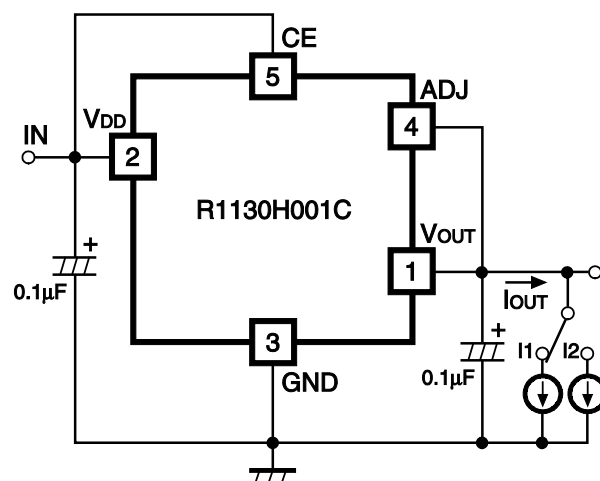 CE
5
ADJ
4
VDD
IN
2
R1130H001C
VOUT
1
+
0.1μF
IOUT
+
3
I1 I2
0.1μF
GND